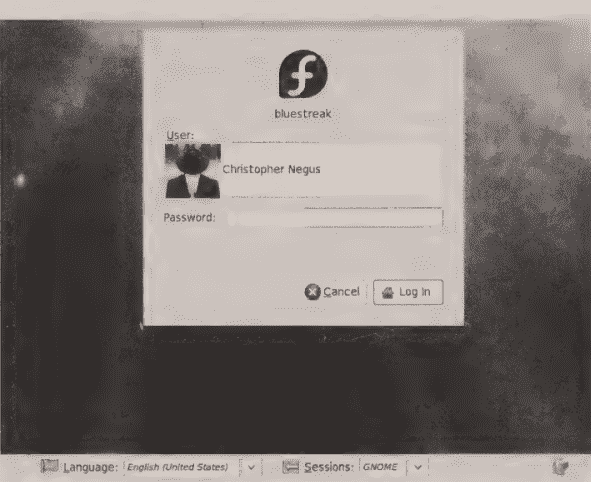 bluestreak
User:
Christopher Negus
Password:
Cancel Log In
Language: English (United States) Sessions: GNOME